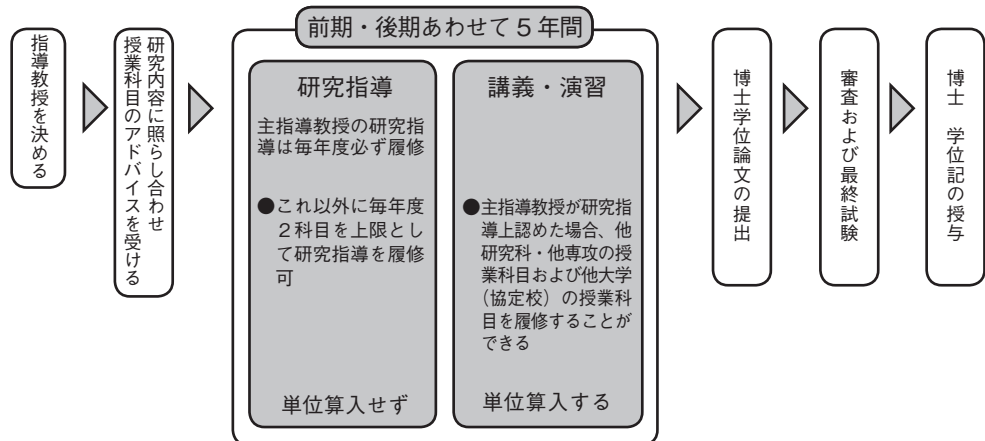 指導教授を決める
研究内容に照らし合わせ
授業科目のアドバイスを受ける
前期・後期あわせて５年間
研究指導
主指導教授の研究指
導は毎年度必ず履修
●これ以外に毎年度
２科目を上限とし
て研究指導を履修
可
単位算入せず
講義・演習
●主指導教授が研究指
導上認めた場合、他
研究科・他専攻の授
業科目および他大学
（協定校）の授業科
目を履修することが
できる
単位算入する
博士学位論文の提出
審査および最終試験
博士　学位記の授与